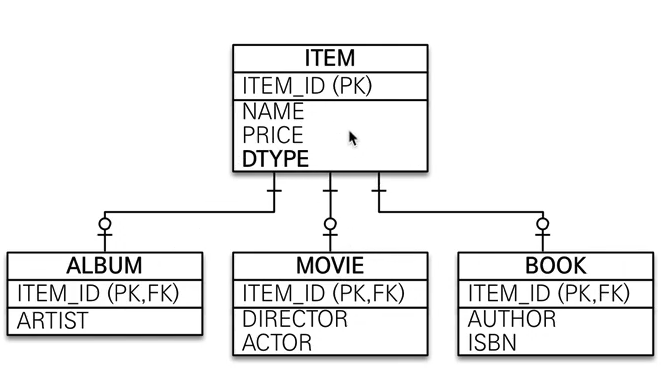 ITEM
ITEM_ID (PK)
NAME
PRICE
DTYPE
ALBUM
ITEM_ID (PK,FK)
ARTIST
MOVIE
ITEM_ID (PK,FK)
DIRECTOR
ACTOR
BOOK
ITEM_ID (PK,FK)
AUTHOR
ISBN